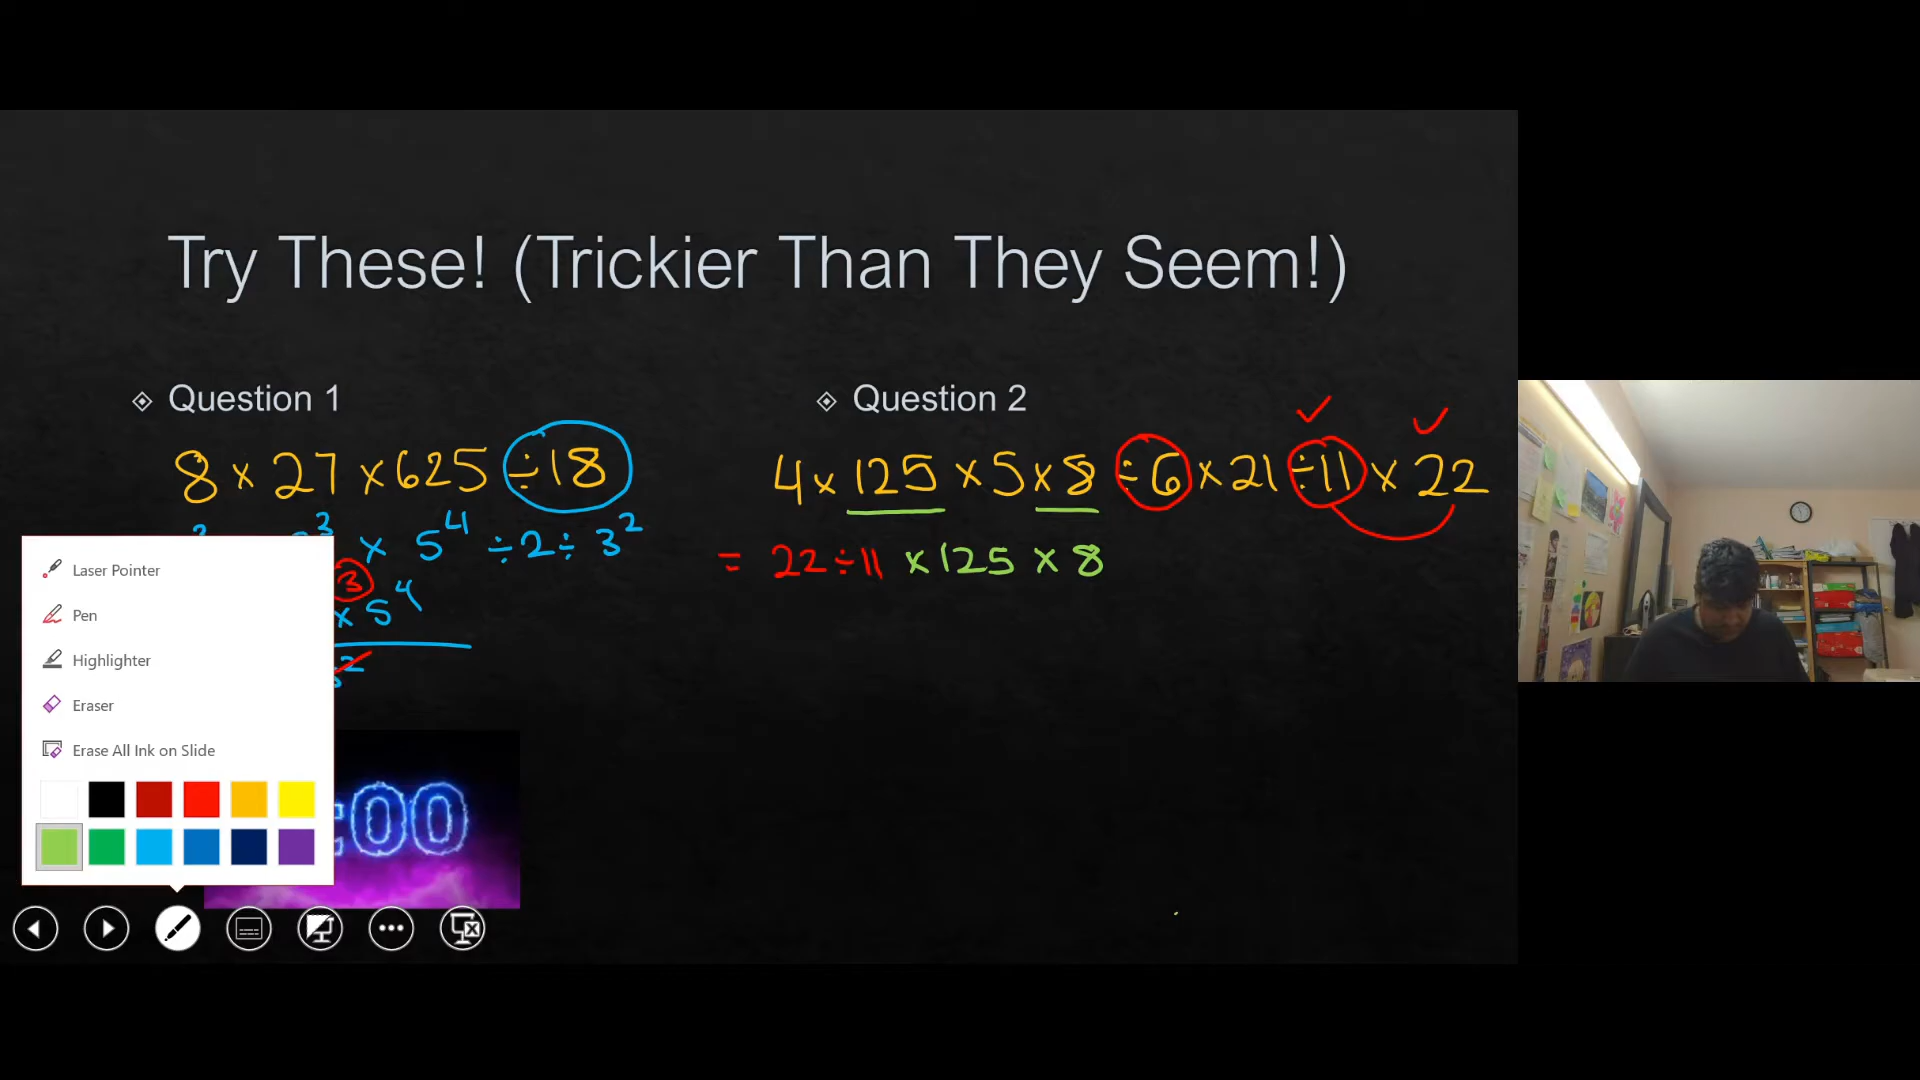 Try These! (Trickier Than They Seem!)
Question 1
8 × 27 × 625 ÷18
3 × 5⁴ ÷2÷ 3²
3
× 5⁴
2
Question 2
4 × 125 × 5 × 8 ÷6 × 21 ÷11 × 22
= 22÷11 ×125 × 8
Laser Pointer
Pen
Highlighter
Eraser
Erase All Ink on Slide
:00